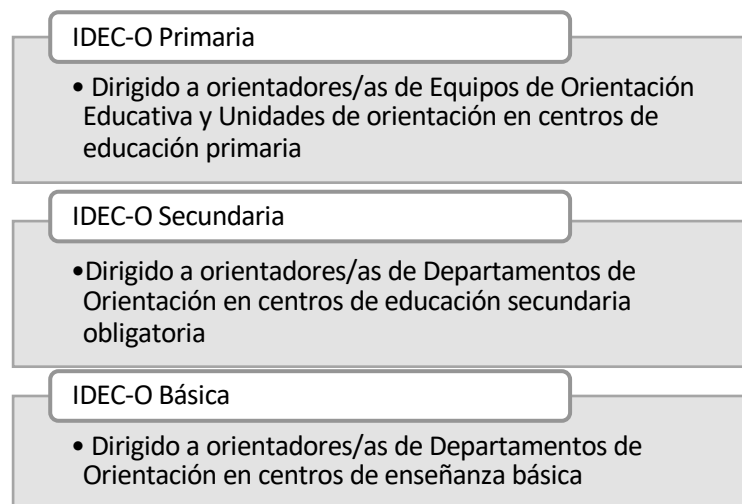 IDEC-O Primaria
• Dirigido a orientadores/as de Equipos de Orientación
Educativa y Unidades de orientación en centros de
educación primaria
IDEC-O Secundaria
•Dirigido a orientadores/as de Departamentos de
Orientación en centros de educación secundaria
obligatoria
IDEC-O Básica
• Dirigido a orientadores/as de Departamentos de
Orientación en centros de enseñanza básica